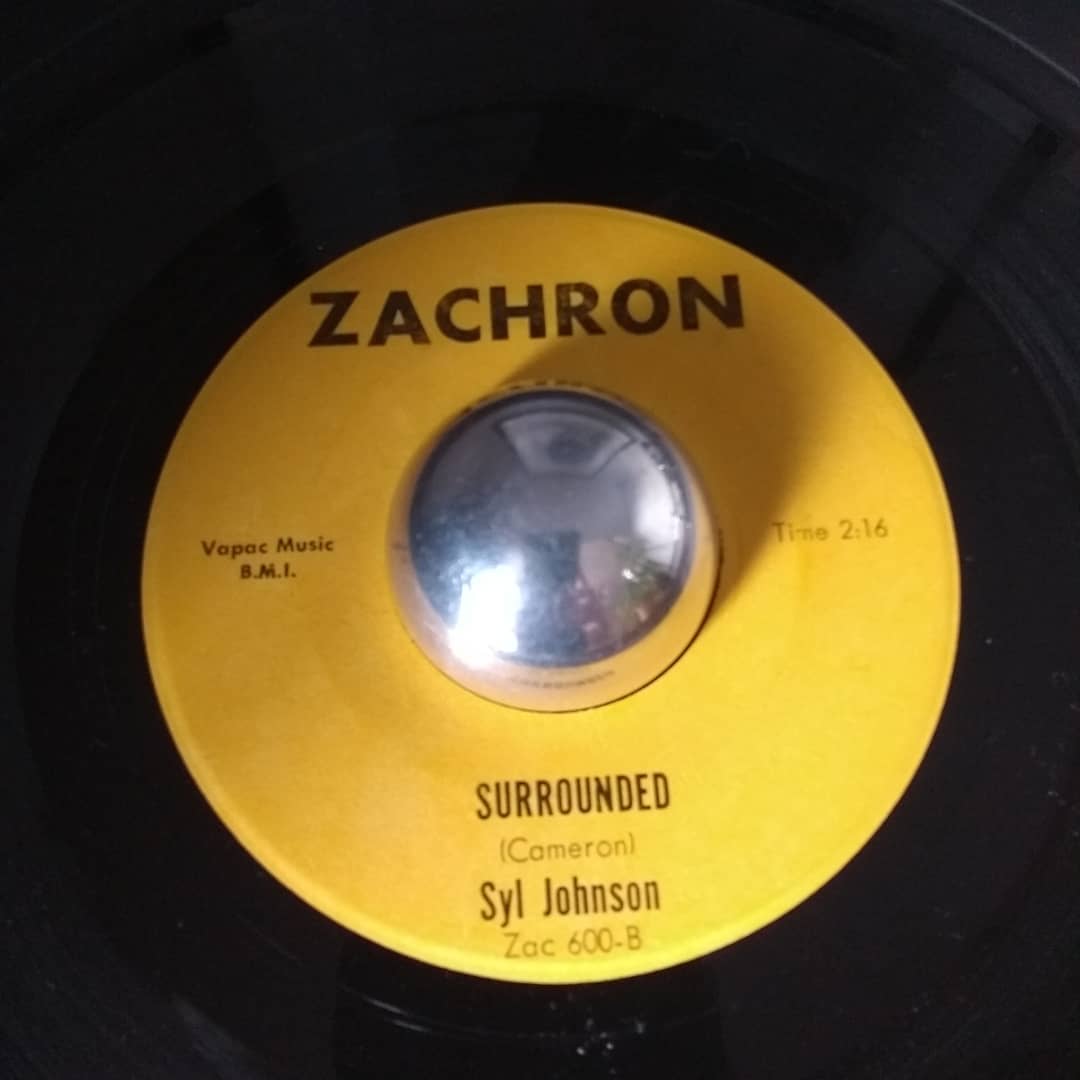 ZACHRON
Vapac Music
B.M.I.
Time 2:16
SURROUNDED
(Cameron)
Syl Johnson
Zac 600-B